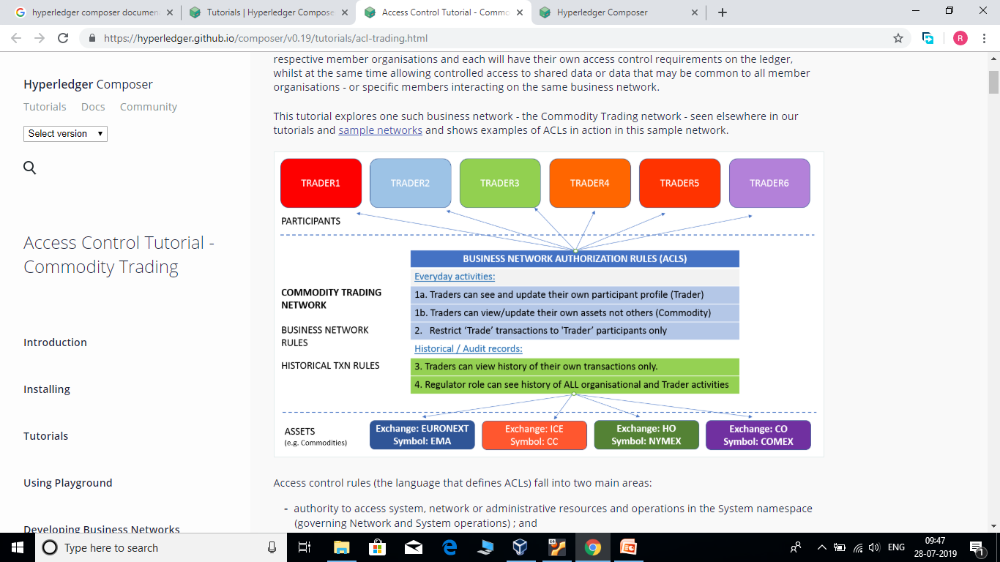 hyperledger composer documen
Tutorials | Hyperledger Compose
Access Control Tutorial - Commo
Hyperledger Composer
https://hyperledger.github.io/composer/v0.19/tutorials/acl-trading.html
R
Hyperledger Composer
Tutorials Docs Community
Select version
Access Control Tutorial -
Commodity Trading
Introduction
Installing
Tutorials
Using Playground
Developing Business Networks
respective member organisations and each will have their own access control requirements on the ledger,
whilst at the same time allowing controlled access to shared data or data that may be common to all member
organisations - or specific members interacting on the same business network.
This tutorial explores one such business network - the Commodity Trading network - seen elsewhere in our
tutorials and sample networks and shows examples of ACLs in action in this sample network.
TRADER1 TRADER2 TRADER3 TRADER4 TRADER5 TRADER6
PARTICIPANTS
BUSINESS NETWORK AUTHORIZATION RULES (ACLS)
Everyday activities:
COMMODITY TRADING
NETWORK
1a. Traders can see and update their own participant profile (Trader)
1b. Traders can view/update their own assets not others (Commodity)
BUSINESS NETWORK
RULES
2. Restrict ‘Trade’ transactions to 'Trader' participants only
Historical / Audit records:
HISTORICAL TXN RULES
3. Traders can view history of their own transactions only.
4. Regulator role can see history of ALL organisational and Trader activities
ASSETS
(e.g. Commodities)
Exchange: EURONEXT
Symbol: EMA
Exchange: ICE
Symbol: CC
Exchange: HO
Symbol: NYMEX
Exchange: CO
Symbol: COMEX
Access control rules (the language that defines ACLs) fall into two main areas:
- authority to access system, network or administrative resources and operations in the System namespace
(governing Network and System operations) ; and
Type here to search
64
ENG
09:47
28-07-2019
1